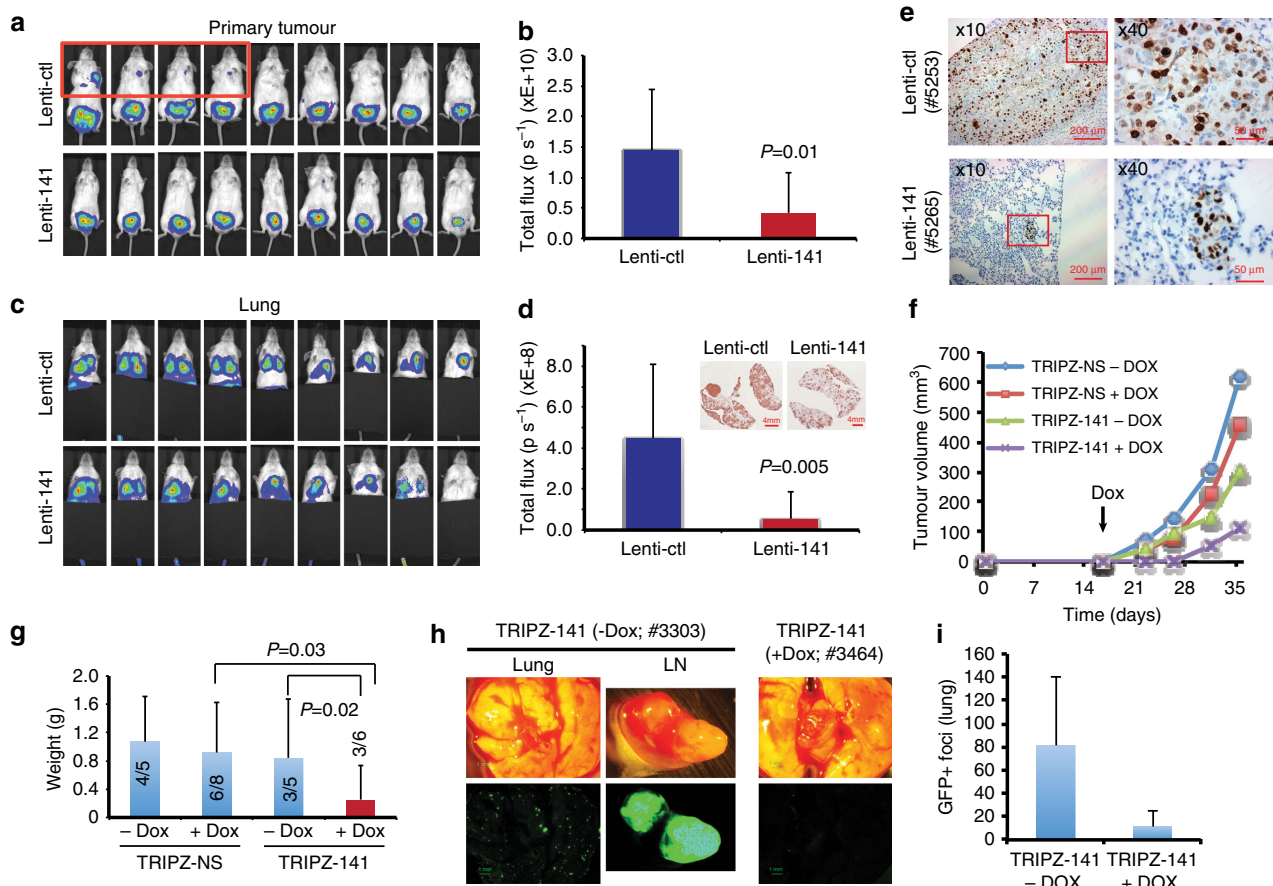 a
Primary tumour
Lenti-ctl
Lenti-141
b
Total flux (p s⁻¹) (xE+10)
3.0
2.5
2.0
1.5
1.0
0.5
0.0
P=0.01
Lenti-ctl
Lenti-141
c
Lung
Lenti-ctl
Lenti-141
d
Total flux (p s⁻¹) (xE+8)
8.0
6.0
4.0
2.0
0.0
Lenti-ctl
Lenti-141
4mm
4mm
P=0.005
Lenti-ctl
Lenti-141
e
Lenti-ctl
(#5253)
x10
200 μm
x40
50 μm
Lenti-141
(#5265)
x10
200 μm
x40
50 μm
f
Tumour volume (mm³)
700
600
500
400
300
200
100
0
TRIPZ-NS – DOX
TRIPZ-NS + DOX
TRIPZ-141 – DOX
TRIPZ-141 + DOX
Dox
0 7 14 21 28 35
Time (days)
g
Weight (g)
2.0
1.6
1.2
0.8
0.4
0
P=0.03
P=0.02
4/5
6/8
3/5
3/6
– Dox + Dox – Dox + Dox
TRIPZ-NS TRIPZ-141
h
TRIPZ-141 (-Dox; #3303)
Lung LN
TRIPZ-141
(+Dox; #3464)
1 mm
1 mm
1 mm
1 mm
i
GFP+ foci (lung)
160
140
120
100
80
60
40
20
0
TRIPZ-141
– DOX
TRIPZ-141
+ DOX